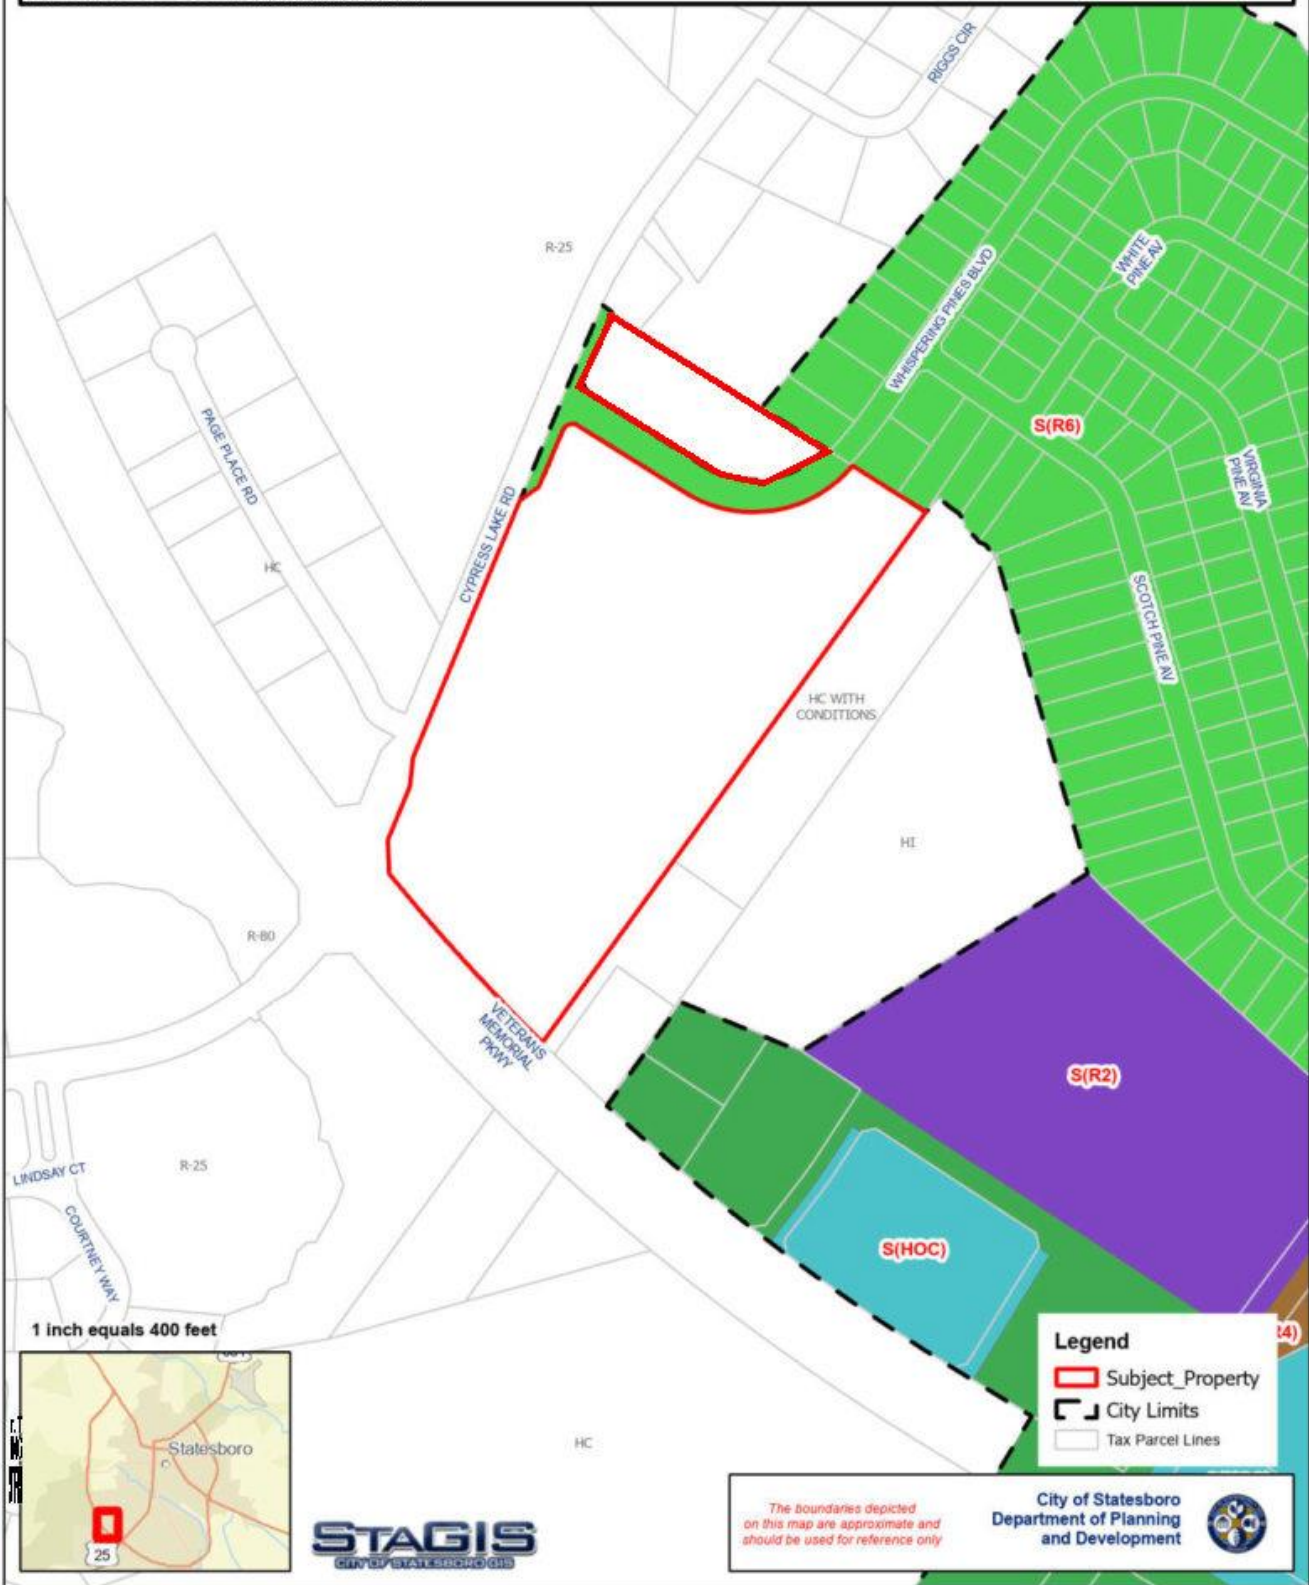 RIGGS CIR
R-25
WHITE
PINE AV
WHISPERING PINES BLVD
PAGE PLACE RD
S(R6)
VIRGINIA
PINE AV
CYPRESS LAKE RD
HC
SCOTCH PINE AV
HC WITH
CONDITIONS
HI
R-80
VETERANS
MEMORIAL
PKWY
S(R2)
R-25
LINDSAY CT
COURTNEY WAY
S(HOC)
1 inch equals 400 feet
Legend
Subject_Property
City Limits
Tax Parcel Lines
R4)
Statesboro
25
HC
STAGIS
CITY OF STATESBORO GIS
The boundaries depicted
on this map are approximate and
should be used for reference only
City of Statesboro
Department of Planning
and Development